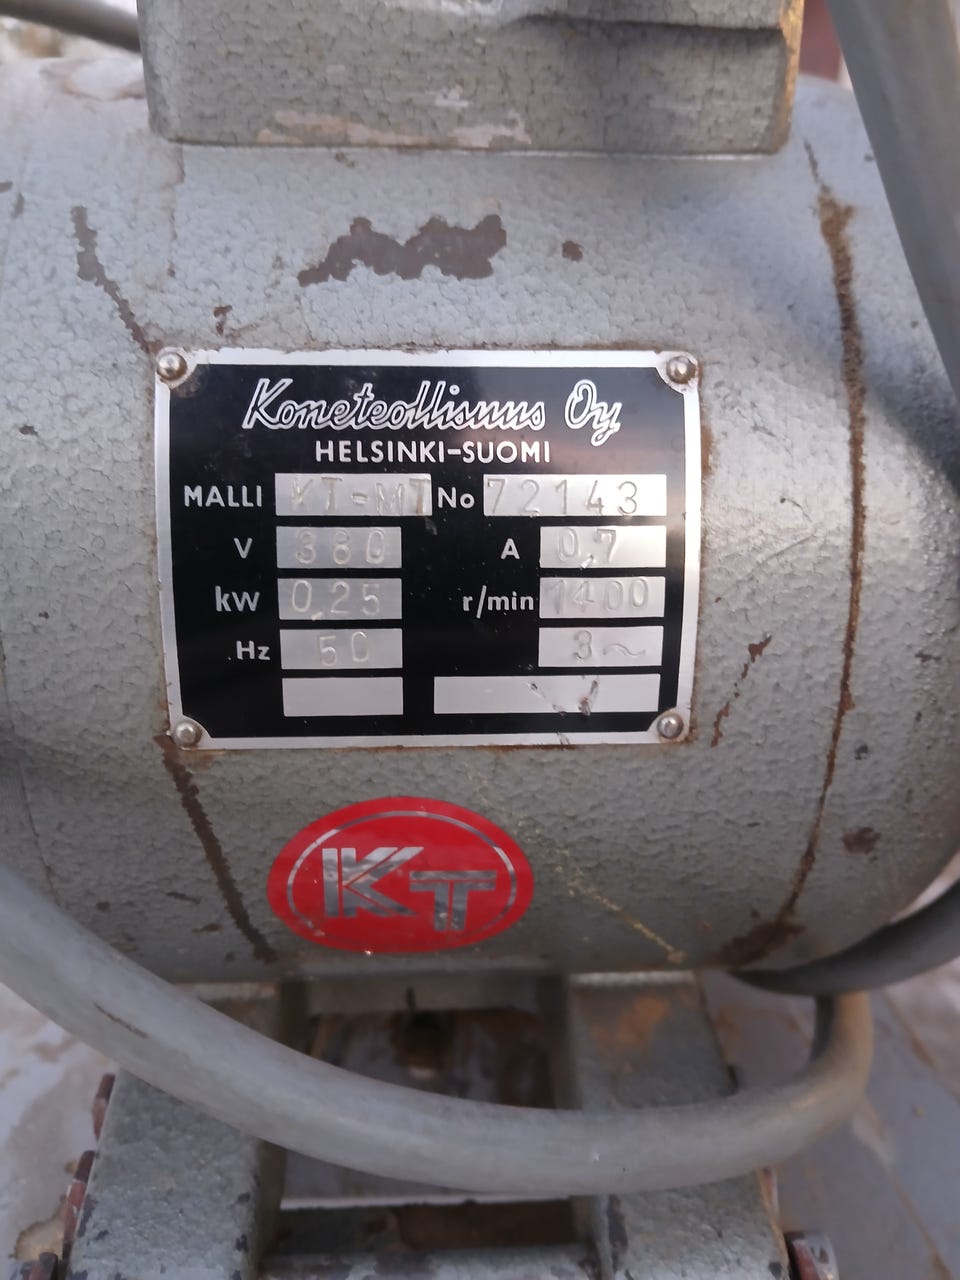 Koneteollisuus Oy
HELSINKI-SUOMI
MALLI KT-MT No 72143
V 380 A 0,7
kW 0,25 r/min 1400
Hz 50 3~
KT